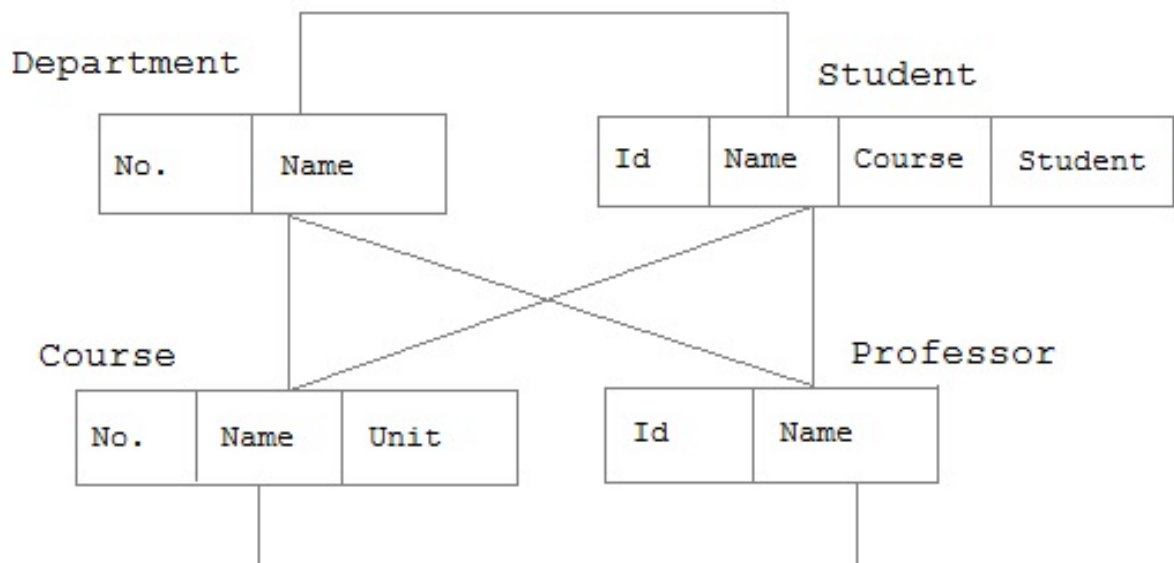 Department
Student
No. Name
Id Name Course Student
Course
Professor
No. Name Unit
Id Name